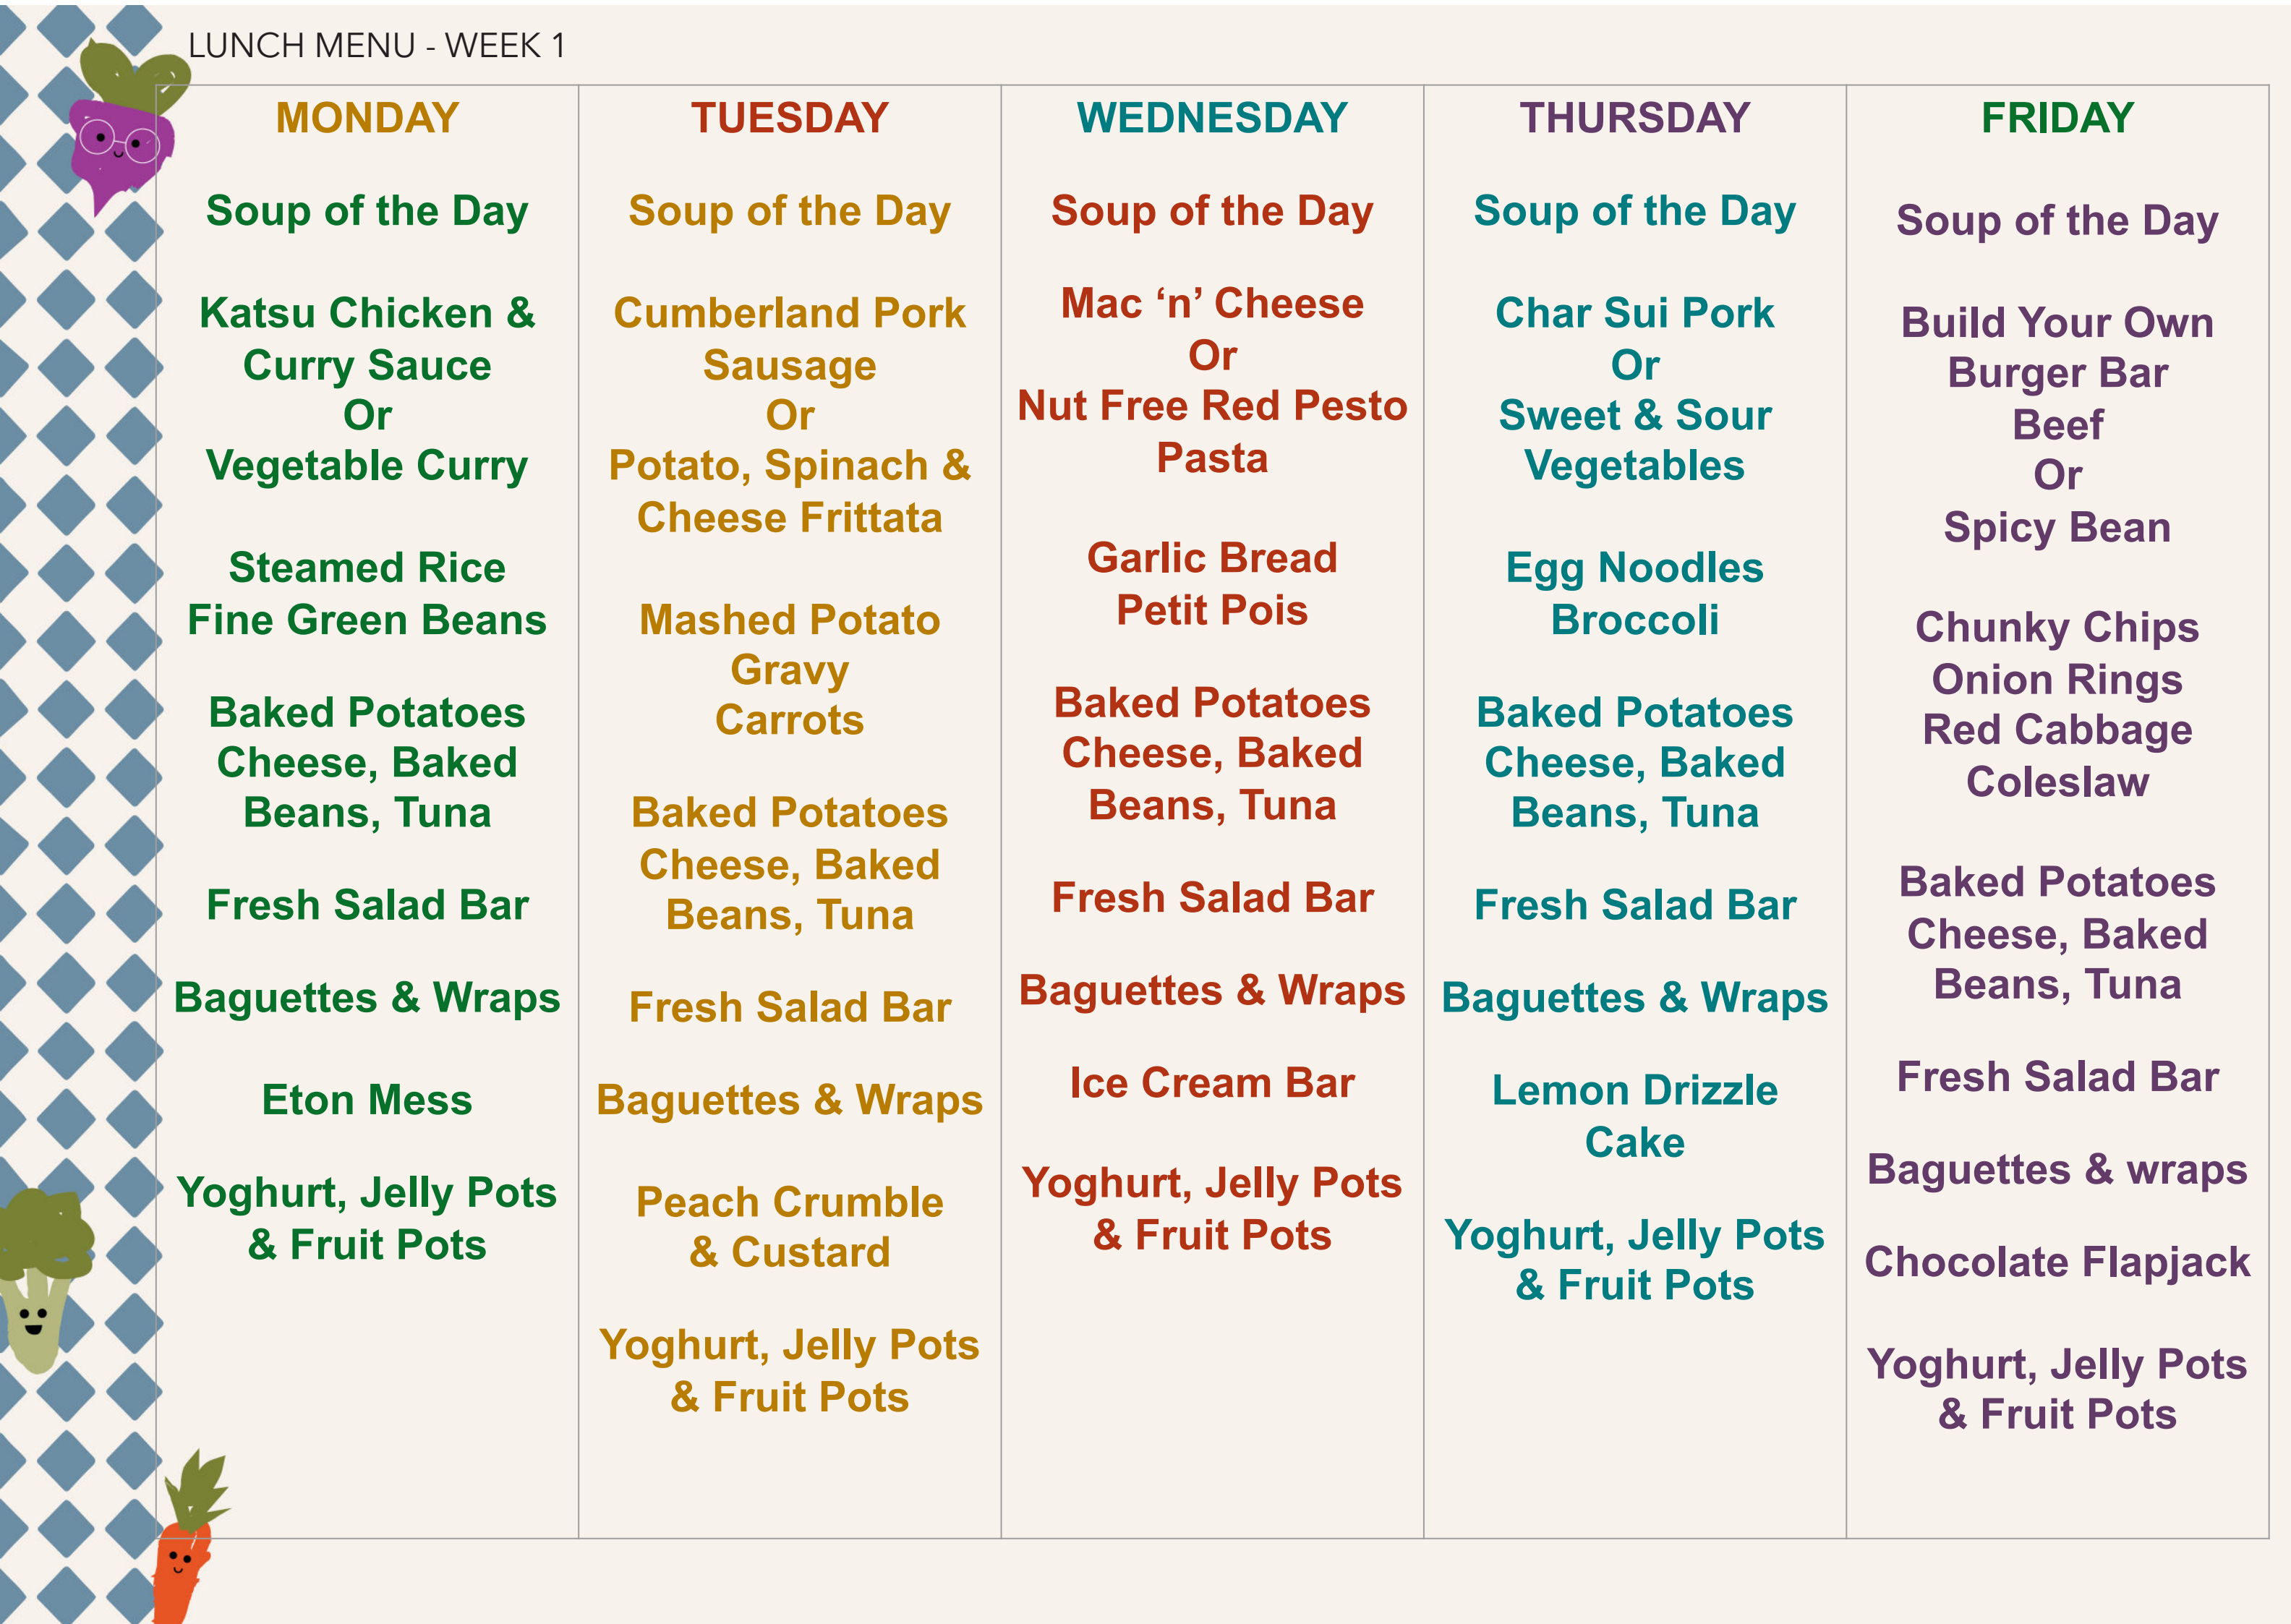 LUNCH MENU - WEEK 1
MONDAY
Soup of the Day
Katsu Chicken &
Curry Sauce
Or
Vegetable Curry
Steamed Rice
Fine Green Beans
Baked Potatoes
Cheese, Baked
Beans, Tuna
Fresh Salad Bar
Baguettes & Wraps
Eton Mess
Yoghurt, Jelly Pots
& Fruit Pots
TUESDAY
Soup of the Day
Cumberland Pork
Sausage
Or
Potato, Spinach &
Cheese Frittata
Mashed Potato
Gravy
Carrots
Baked Potatoes
Cheese, Baked
Beans, Tuna
Fresh Salad Bar
Baguettes & Wraps
Peach Crumble
& Custard
Yoghurt, Jelly Pots
& Fruit Pots
WEDNESDAY
Soup of the Day
Mac ‘n’ Cheese
Or
Nut Free Red Pesto
Pasta
Garlic Bread
Petit Pois
Baked Potatoes
Cheese, Baked
Beans, Tuna
Fresh Salad Bar
Baguettes & Wraps
Ice Cream Bar
Yoghurt, Jelly Pots
& Fruit Pots
THURSDAY
Soup of the Day
Char Sui Pork
Or
Sweet & Sour
Vegetables
Egg Noodles
Broccoli
Baked Potatoes
Cheese, Baked
Beans, Tuna
Fresh Salad Bar
Baguettes & Wraps
Lemon Drizzle
Cake
Yoghurt, Jelly Pots
& Fruit Pots
FRIDAY
Soup of the Day
Build Your Own
Burger Bar
Beef
Or
Spicy Bean
Chunky Chips
Onion Rings
Red Cabbage
Coleslaw
Baked Potatoes
Cheese, Baked
Beans, Tuna
Fresh Salad Bar
Baguettes & wraps
Chocolate Flapjack
Yoghurt, Jelly Pots
& Fruit Pots